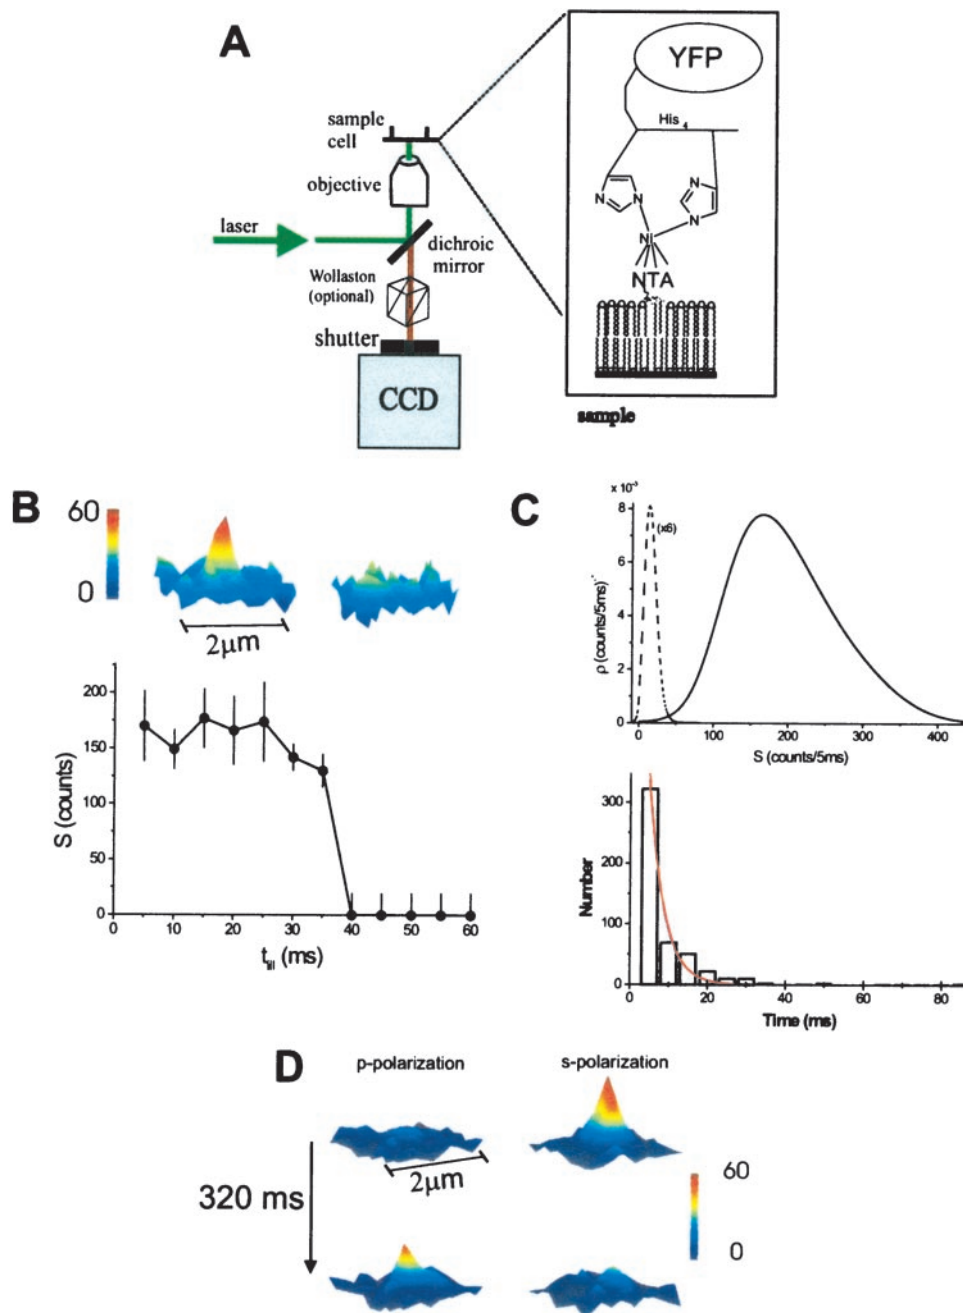 A
sample
cell
objective
laser
dichroic
mirror
Wollaston
(optional)
shutter
CCD
YFP
His 4
N
N
N
N
Ni
NTA
sample
B
60
0
2μm
S (counts)
200
150
100
50
0
0 10 20 30 40 50 60
t_ill (ms)
C
x 10⁻³
8
6
4
2
0
(x6)
ρ (counts/5ms)⁻¹
0 100 200 300 400
S (counts/5ms)
Number
300
200
100
0
0 20 40 60 80
Time (ms)
D
p-polarization s-polarization
2μm
320 ms
60
0